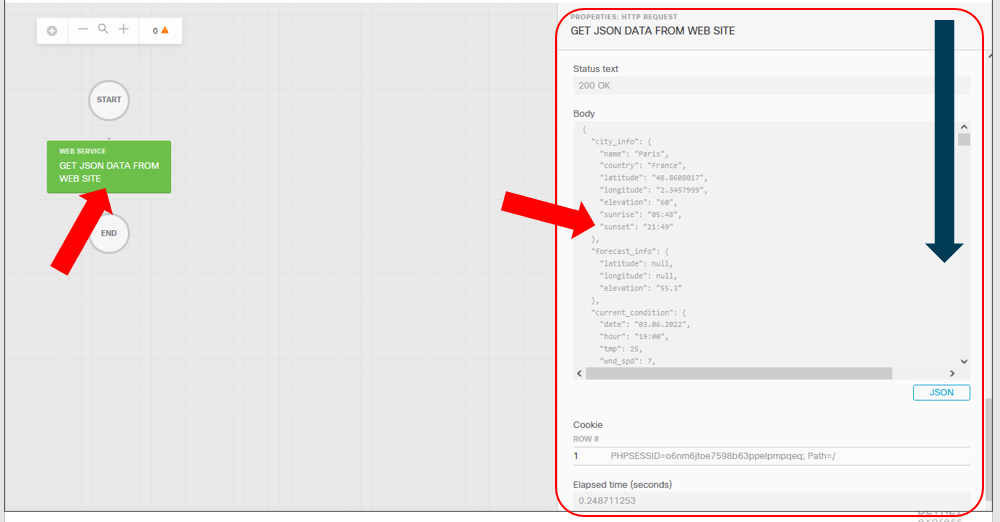 0
START
WEB SERVICE
GET JSON DATA FROM
WEB SITE
END
PROPERTIES: HTTP REQUEST
GET JSON DATA FROM WEB SITE
Status text
200 OK
Body
{
"city_info": {
"name": "Paris",
"country": "France",
"latitude": "48.8608017",
"longitude": "2.3457999",
"elevation": "60",
"sunrise": "05:48",
"sunset": "21:49"
},
"forecast_info": {
"latitude": null,
"longitude": null,
"elevation": "55.3"
},
"current_condition": {
"date": "03.06.2022",
"hour": "19:00",
"tmp": 25,
"wnd_spd": 7,
JSON
Cookie
ROW #
1 PHPSESSID=o6nm6jtoe7598b63ppelpmpqeq; Path=/
Elapsed time (seconds)
0.248711253
express